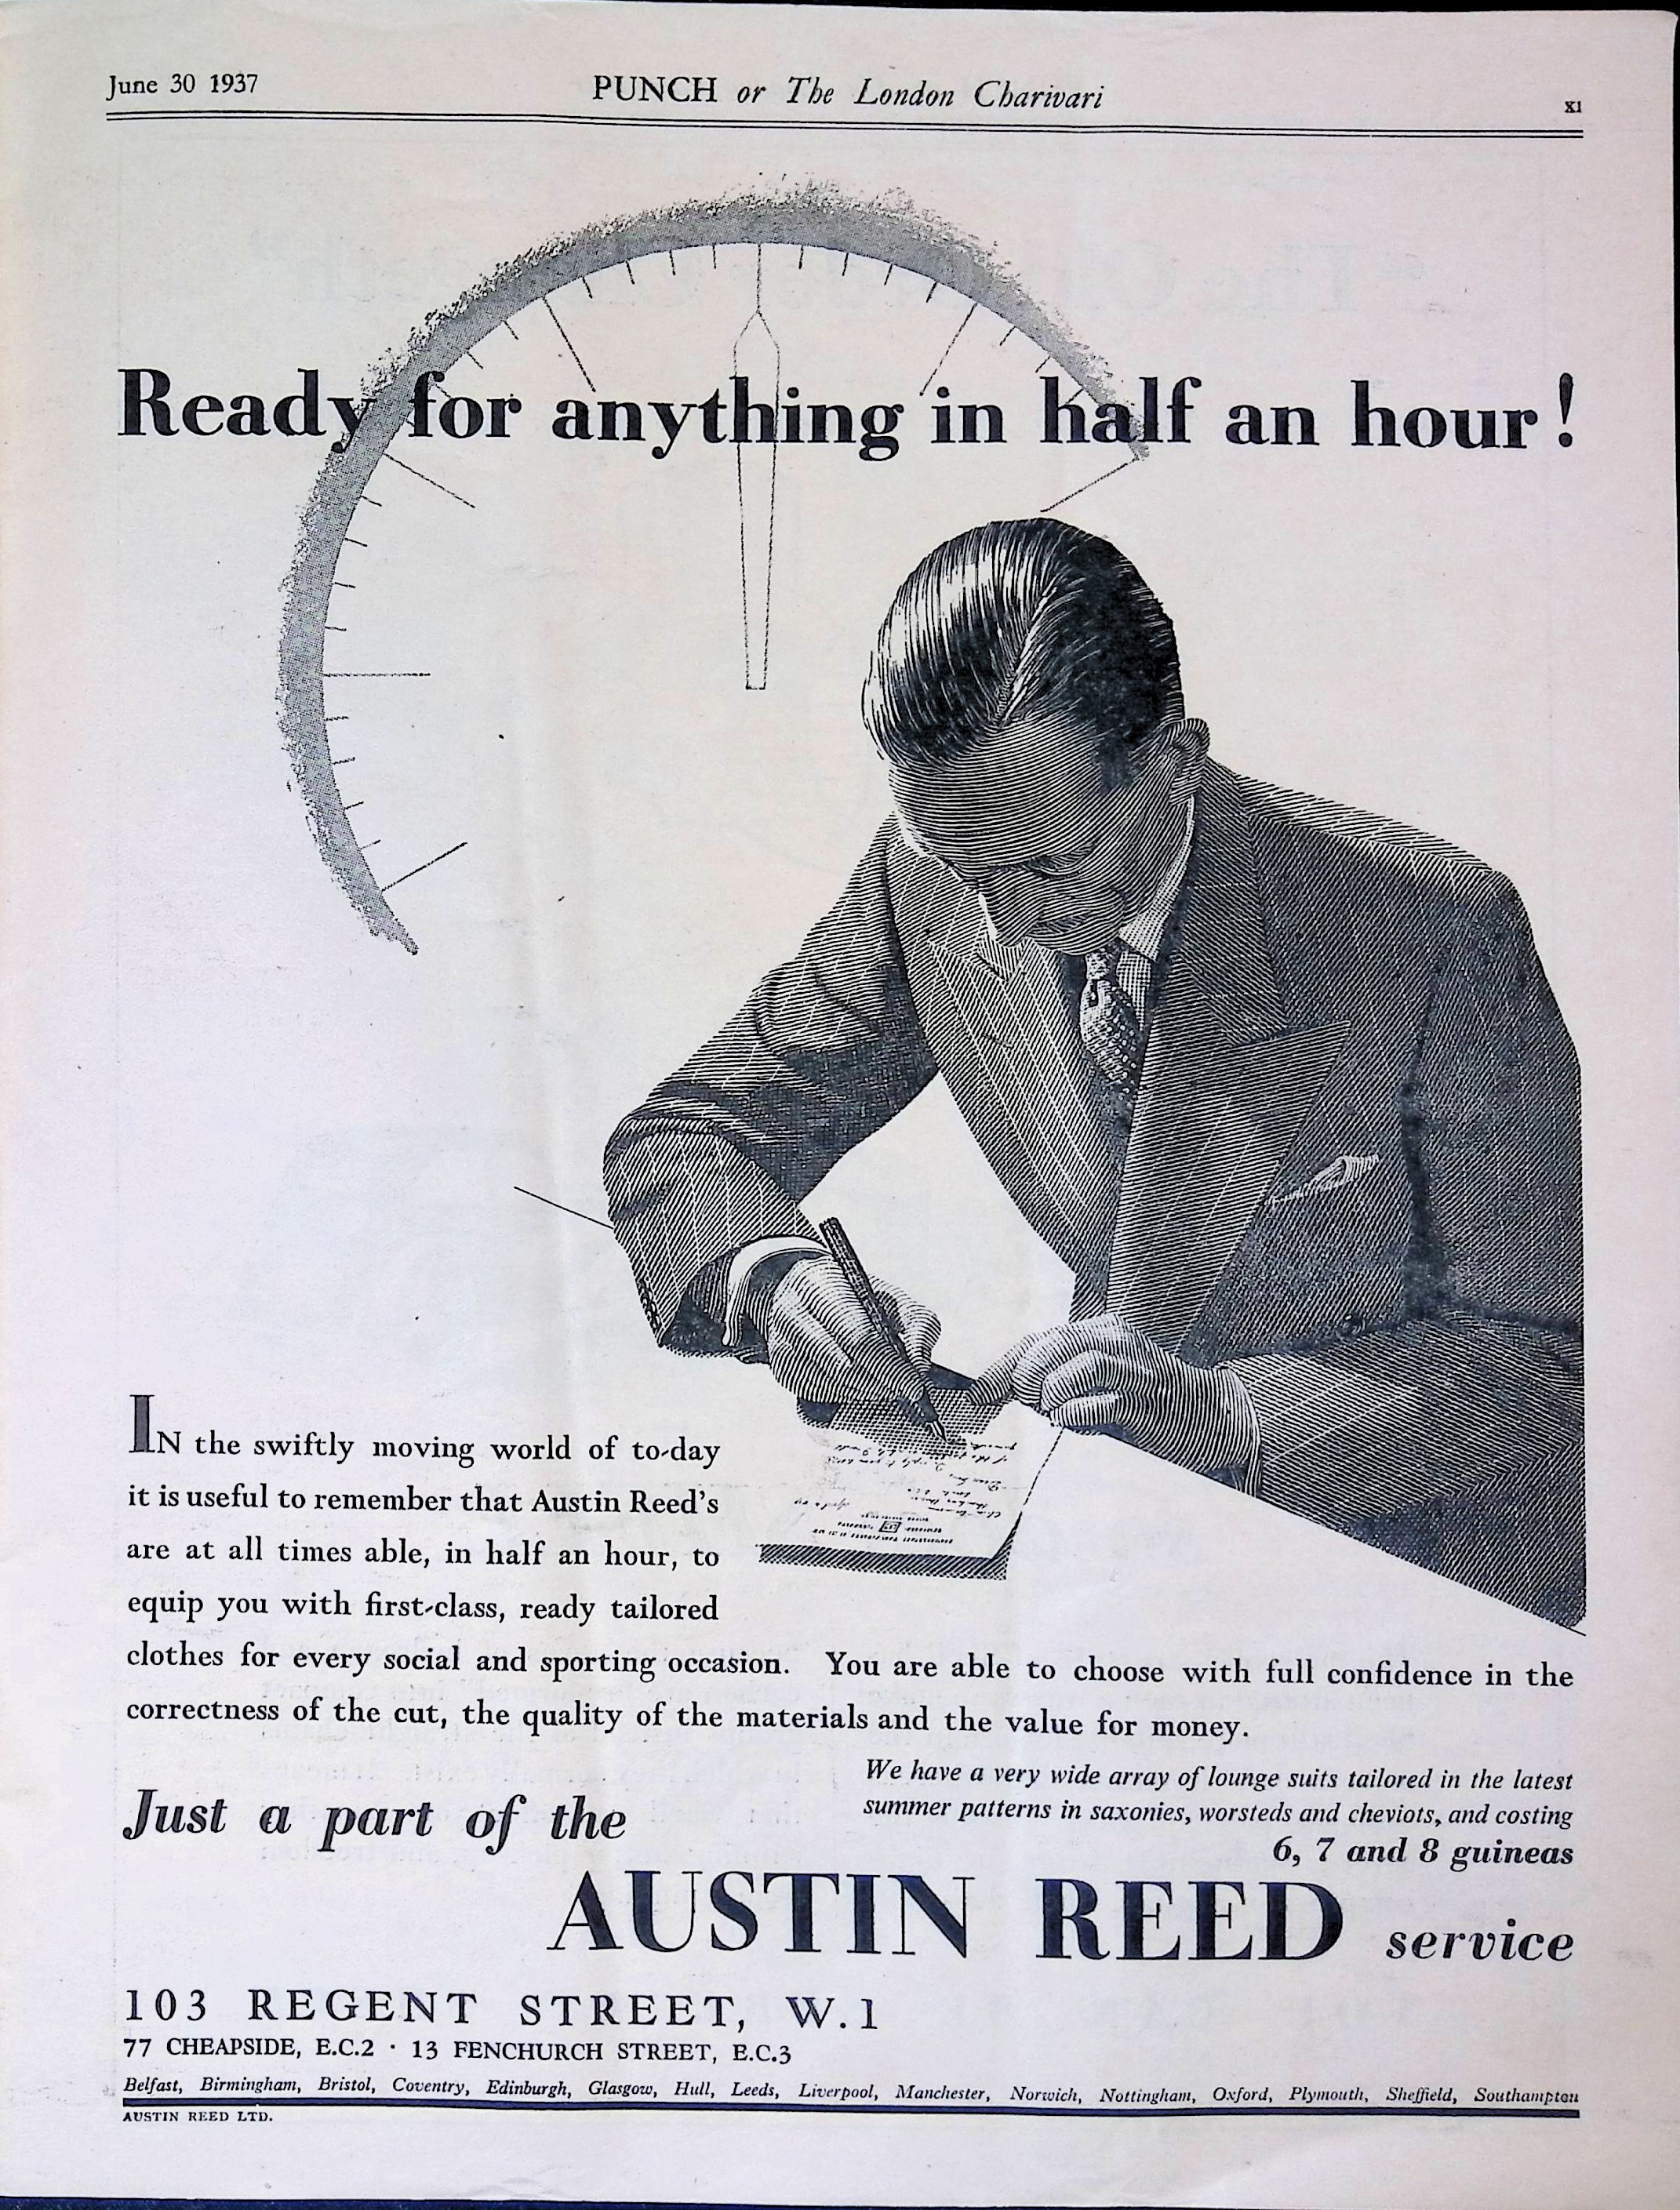 June 30 1937
PUNCH or The London Charivari
xi
Ready for anything in half an hour!
IN the swiftly moving world of to-day
it is useful to remember that Austin Reed's
are at all times able, in half an hour, to
equip you with first-class, ready tailored
clothes for every social and sporting occasion. You are able to choose with full confidence in the
correctness of the cut, the quality of the materials and the value for money.
We have a very wide array of lounge suits tailored in the latest
summer patterns in saxonies, worsteds and cheviots, and costing
6, 7 and 8 guineas
Just a part of the
AUSTIN REED service
103 REGENT STREET, W.1
77 CHEAPSIDE, E.C.2 · 13 FENCHURCH STREET, E.C.3
Belfast, Birmingham, Bristol, Coventry, Edinburgh, Glasgow, Hull, Leeds, Liverpool, Manchester, Norwich, Nottingham, Oxford, Plymouth, Sheffield, Southampton
AUSTIN REED LTD.